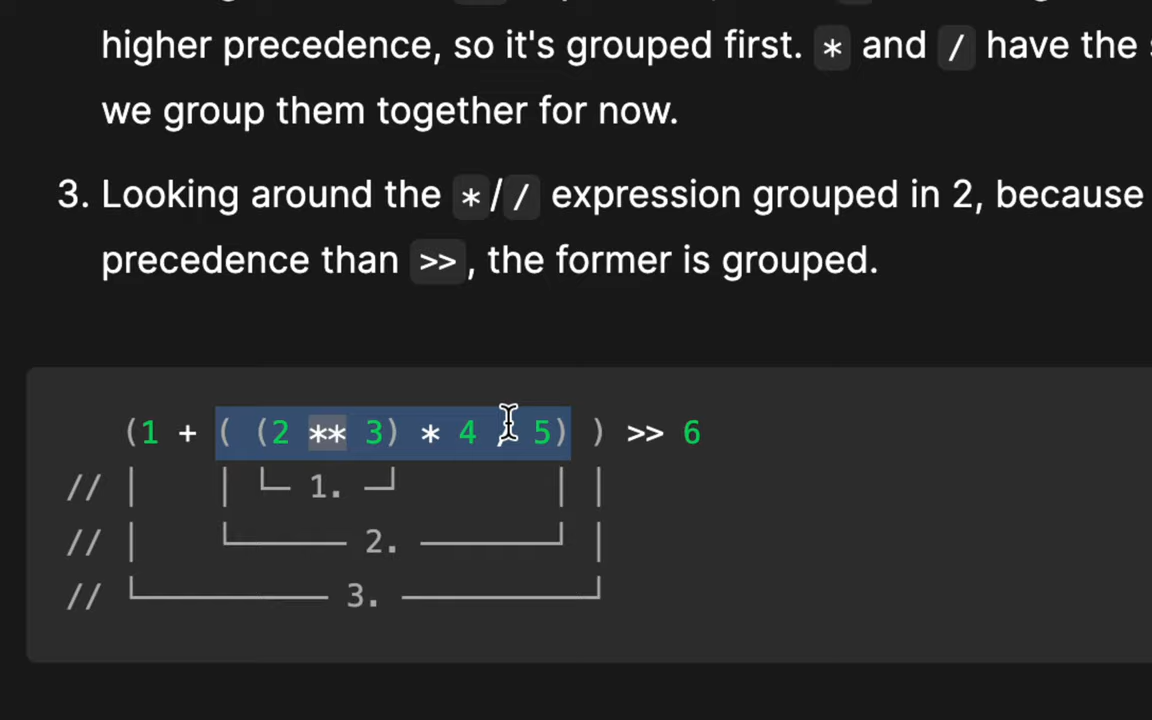 higher precedence, so it's grouped first. * and / have the
we group them together for now.
3. Looking around the */​/ expression grouped in 2, because
precedence than >>, the former is grouped.
(1 + ( (2 ** 3) * 4 / 5) ) >> 6
// │    │ └─ 1. ─┘        │ │
// │    └────── 2. ───────┘ │
// └────────── 3. ──────────┘